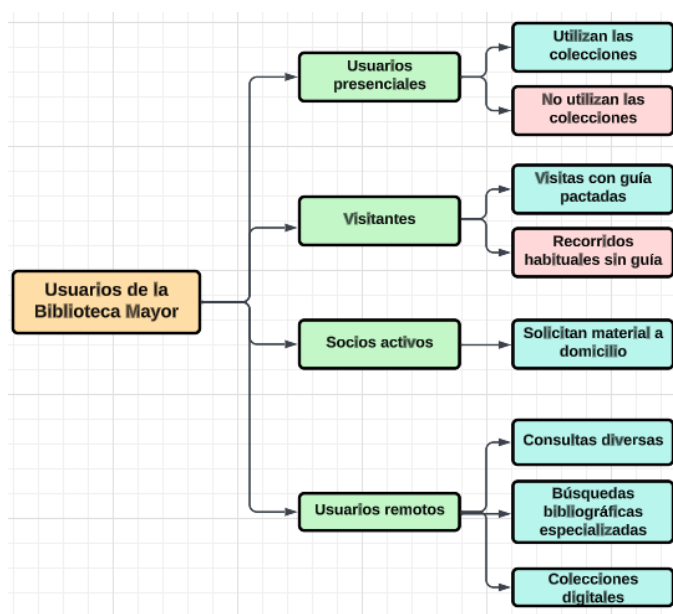 Usuarios de la
Biblioteca Mayor
Usuarios
presenciales
Utilizan las
colecciones
No utilizan las
colecciones
Visitantes
Visitas con guía
pactadas
Recorridos
habituales sin guía
Socios activos
Solicitan material a
domicilio
Usuarios remotos
Consultas diversas
Búsquedas
bibliográficas
especializadas
Colecciones
digitales